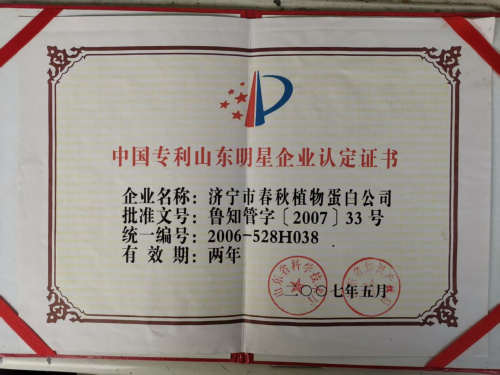 中国专利山东明星企业认定证书
企业名称：济宁市春秋植物蛋白公司
批准文号：鲁知管字〔2007〕33号
统一编号：2006-528H038
有效期：两年
二〇〇七年五月